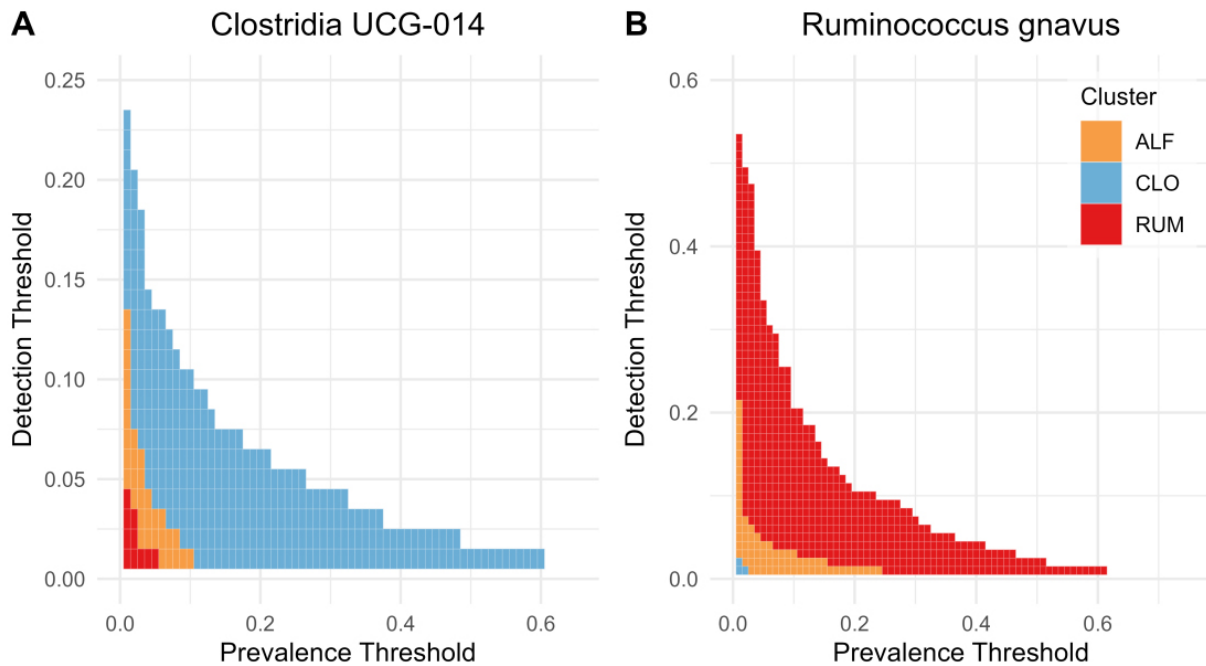 A
Clostridia UCG-014
0.25
0.20
0.15
0.10
0.05
0.00
Detection Threshold
0.0
0.2
0.4
0.6
Prevalence Threshold
B
Ruminococcus gnavus
0.6
0.4
0.2
0.0
Detection Threshold
0.0
0.2
0.4
0.6
Prevalence Threshold
Cluster
ALF
CLO
RUM